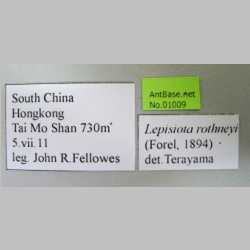 South China
Hongkong
Tai Mo Shan 730m
5.vii.11
leg. John R.Fellowes
AntBase.net
No.01009
Lepisiota rothneyi
(Forel, 1894)
det.Terayama